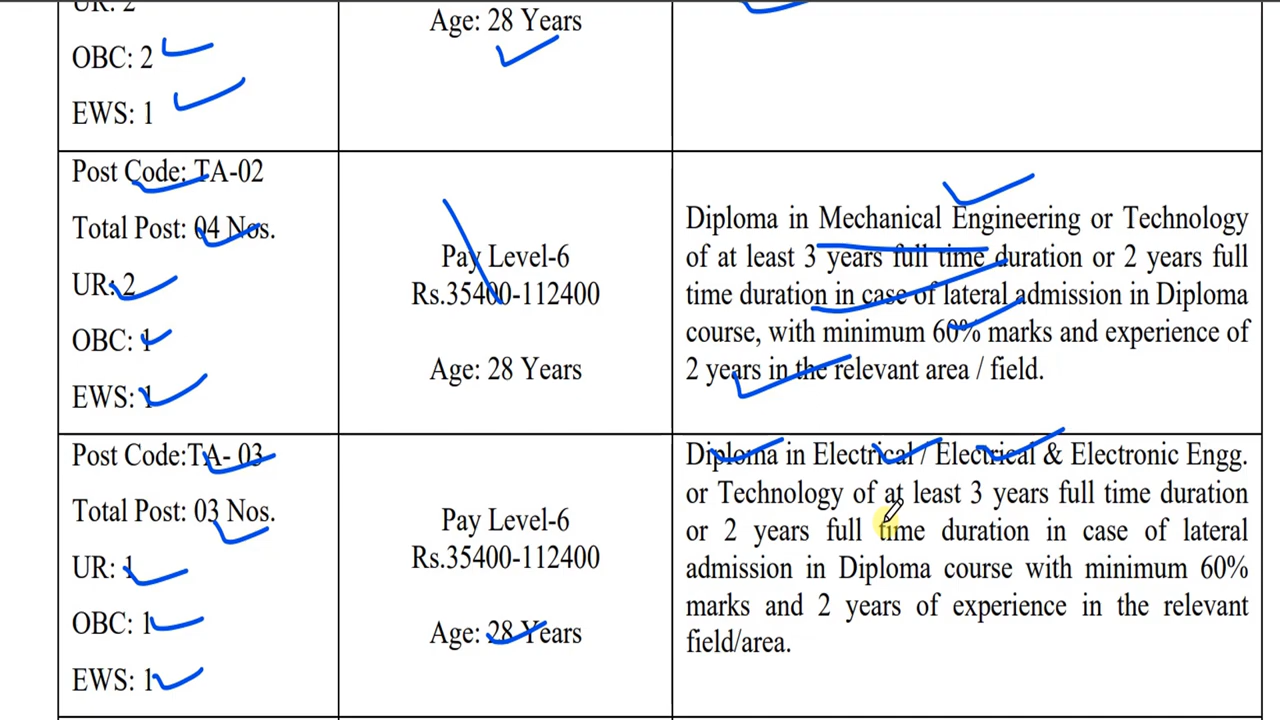 UR: 2
OBC: 2
EWS: 1
Age: 28 Years
Post Code: TA-02
Total Post: 04 Nos.
UR: 2
OBC: 1
EWS: 1
Pay Level-6
Rs.35400-112400
Age: 28 Years
Diploma in Mechanical Engineering or Technology
of at least 3 years full time duration or 2 years full
time duration in case of lateral admission in Diploma
course, with minimum 60% marks and experience of
2 years in the relevant area / field.
Post Code:TA- 03
Total Post: 03 Nos.
UR: 1
OBC: 1
EWS: 1
Pay Level-6
Rs.35400-112400
Age: 28 Years
Diploma in Electrical / Electrical & Electronic Engg.
or Technology of at least 3 years full time duration
or 2 years full time duration in case of lateral
admission in Diploma course with minimum 60%
marks and 2 years of experience in the relevant
field/area.